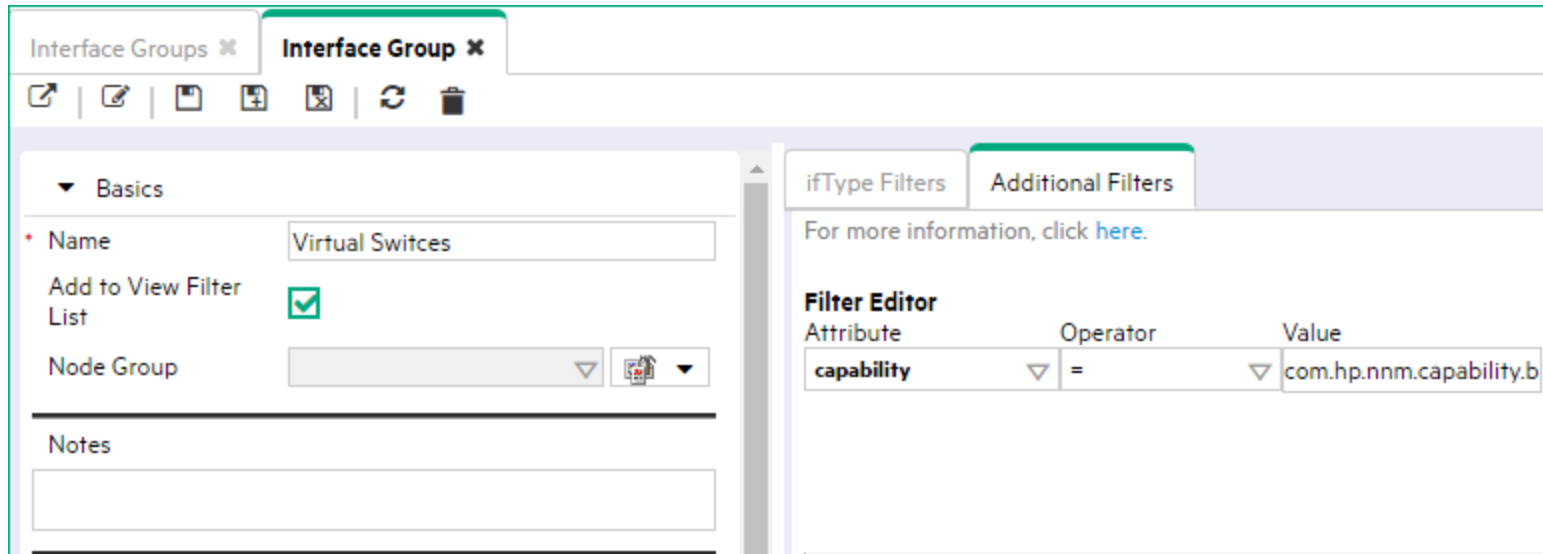 Interface Groups ✖ Interface Group ✖
Basics
* Name Virtual Switces
Add to View Filter
List
Node Group
Notes
ifType Filters Additional Filters
For more information, click here.
Filter Editor
Attribute Operator Value
capability = com.hp.nnm.capability.b